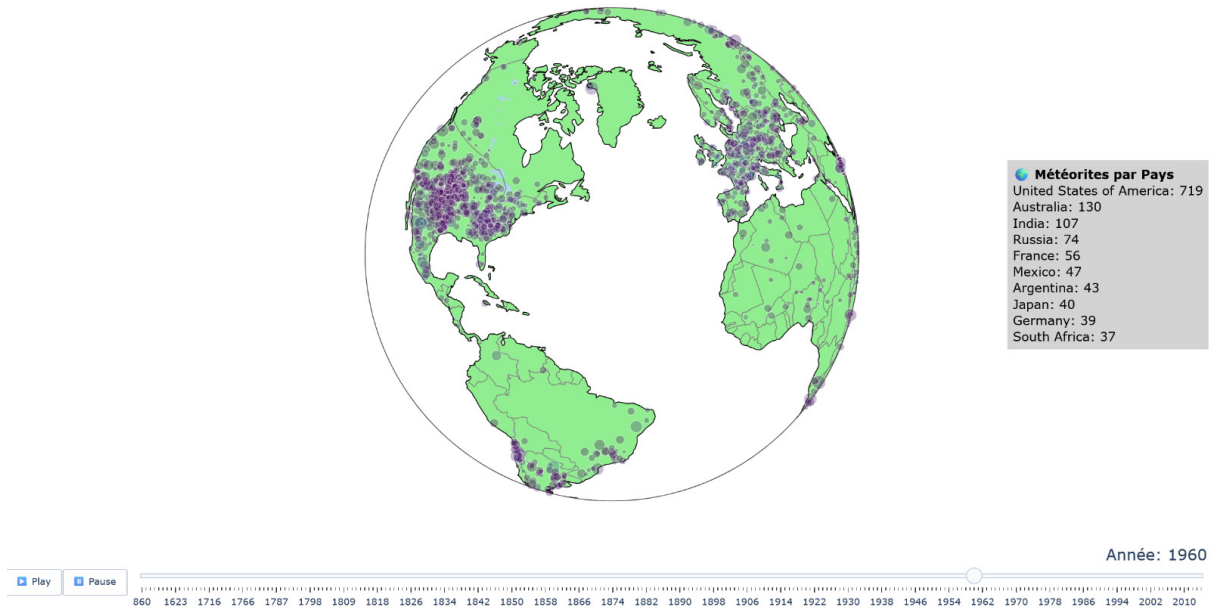 Météorites par Pays
United States of America: 719
Australia: 130
India: 107
Russia: 74
France: 56
Mexico: 47
Argentina: 43
Japan: 40
Germany: 39
South Africa: 37
Année: 1960
Play Pause
860 1623 1716 1766 1787 1798 1809 1818 1826 1834 1842 1850 1858 1866 1874 1882 1890 1898 1906 1914 1922 1930 1938 1946 1954 1962 1970 1978 1986 1994 2002 2010